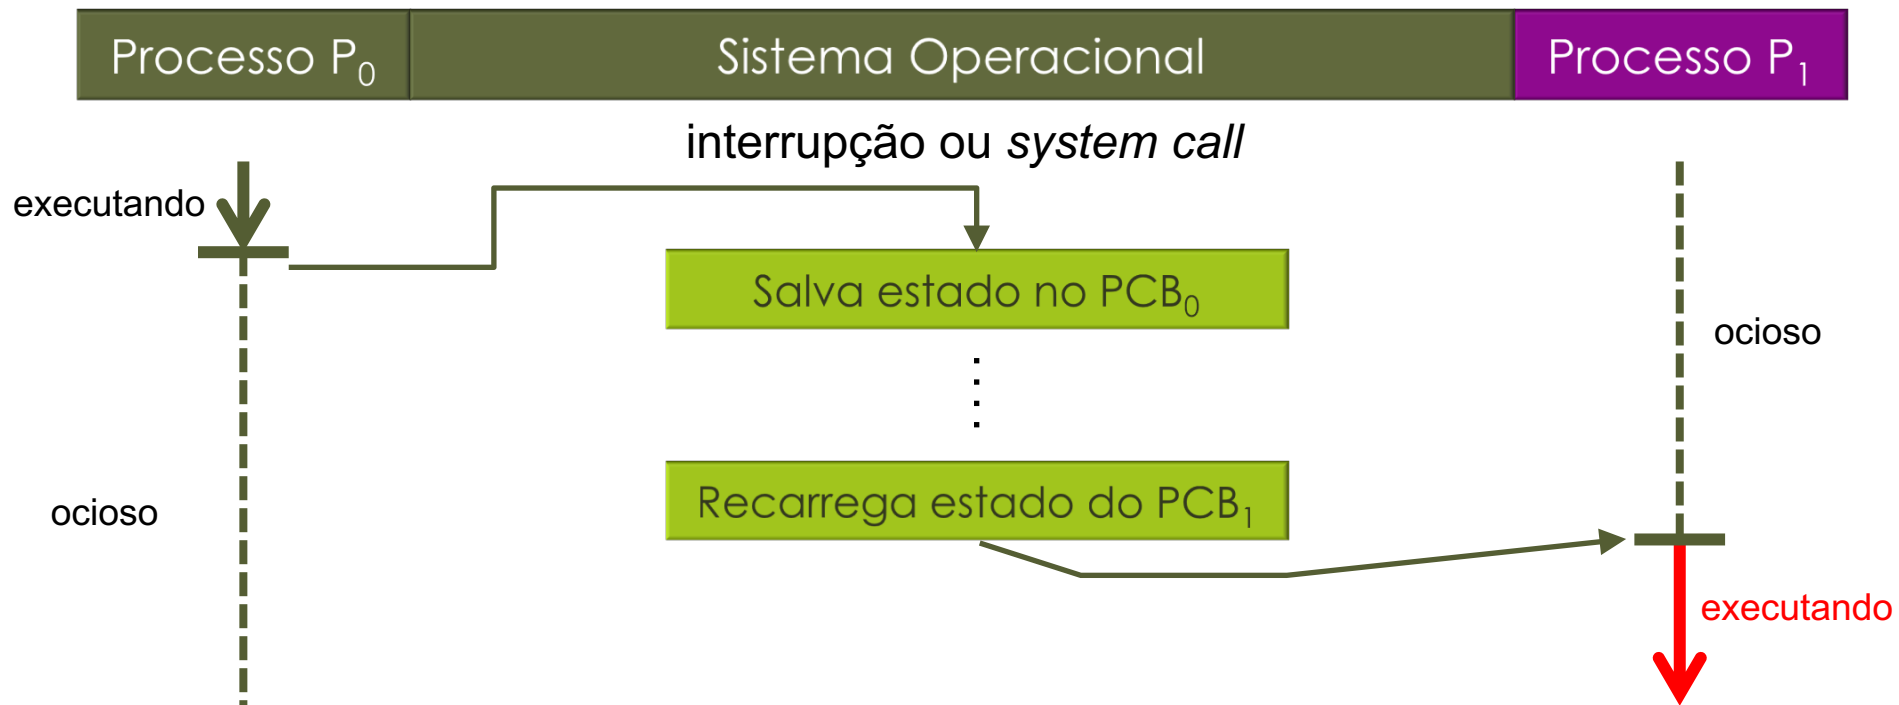 Processo P₀ Sistema Operacional Processo P₁
interrupção ou system call
executando
Salva estado no PCB₀
ocioso
Recarrega estado do PCB₁
ocioso
executando